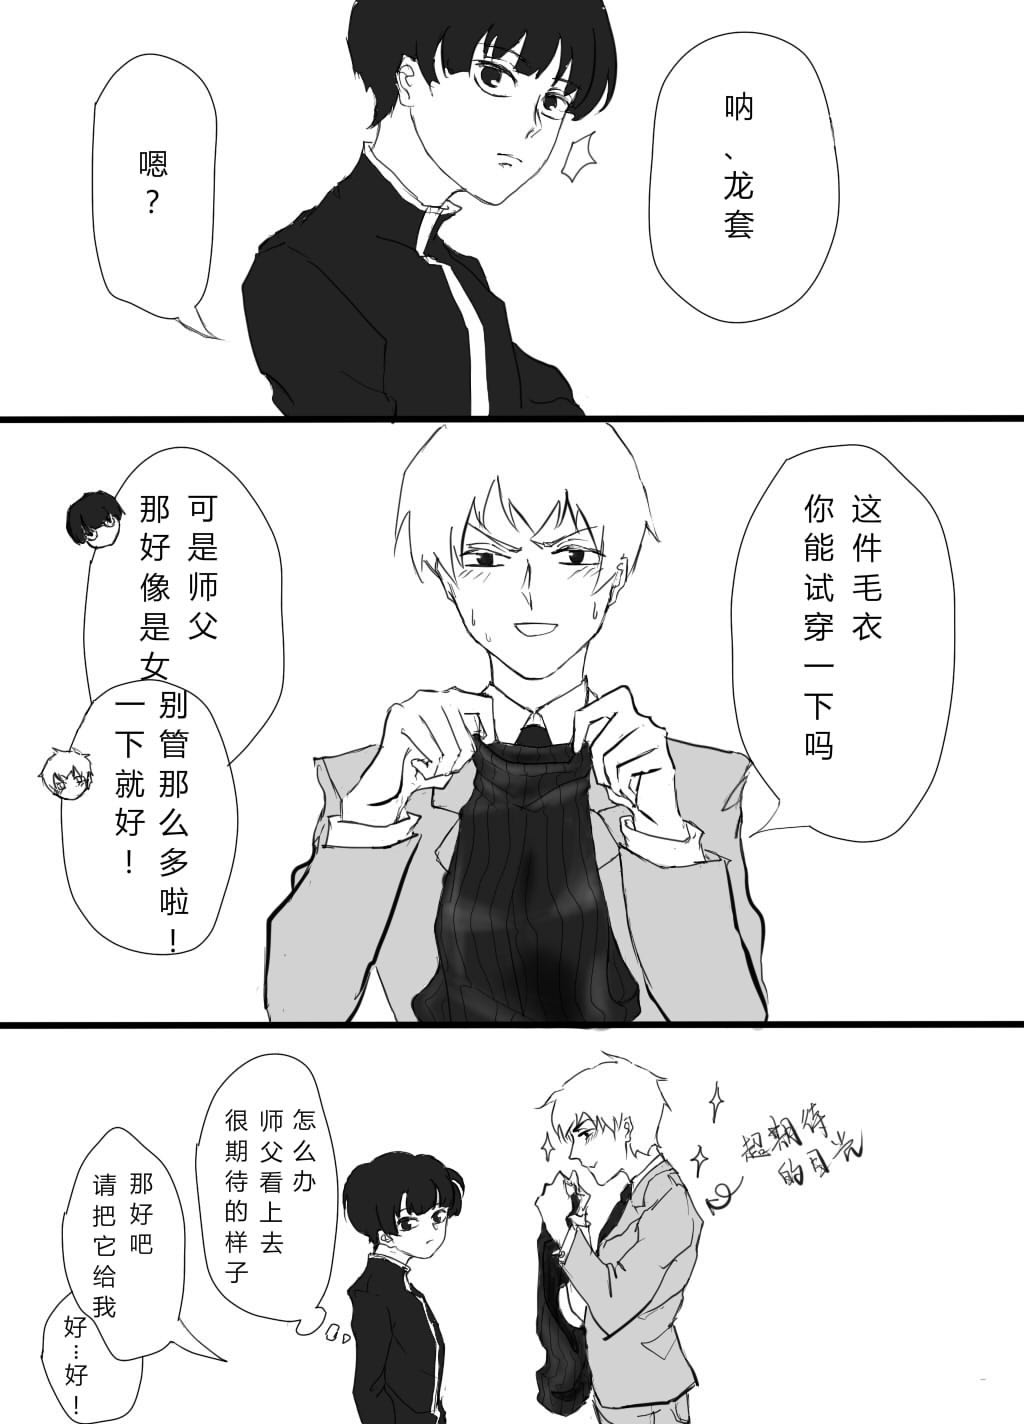 呐、龙套
嗯?
这件毛衣
你能试穿一下吗
可是师父
那好像是女
别管那么多啦!
一下就好!
超期待
的目光
怎么办
师父看上去
很期待的样子
那好吧
请把它给我
好…好!